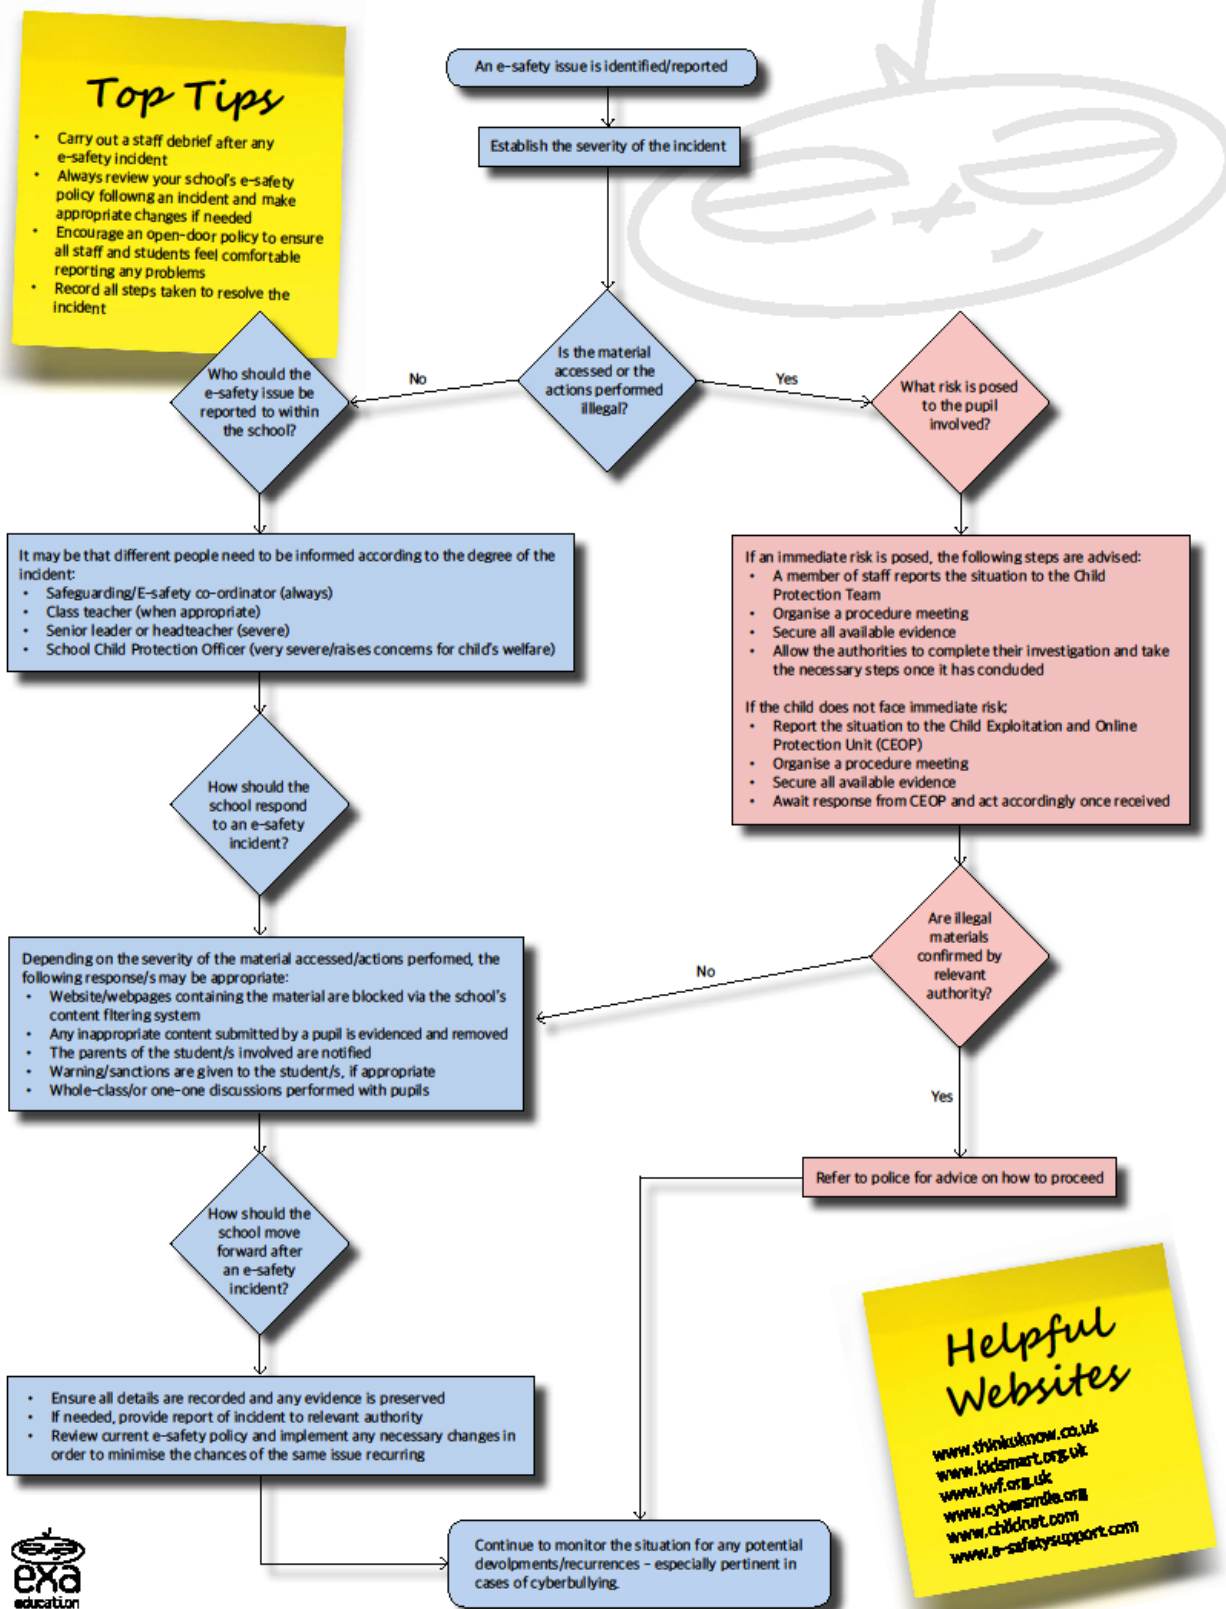 Top Tips
• Carry out a staff debrief after any
e-safety incident
• Always review your school's e-safety
policy followng an incident and make
appropriate changes if needed
• Encourage an open-door policy to ensure
all staff and students feel comfortable
reporting any problems
• Record all steps taken to resolve the
incident
An e-safety issue is identified/reported
Establish the severity of the incident
Is the material
accessed or the
actions performed
illlegal?
No
Yes
Who should the
e-safety issue be
reported to within
the school?
What risk is posed
to the pupil
involved?
It may be that different people need to be informed according to the degree of the
incident:
• Safeguarding/E-safety co-ordinator (always)
• Class teacher (when appropriate)
• Senior leader or headteacher (severe)
• School Child Protection Officer (very severe/raises concerns for child's welfare)
If an immediate risk is posed, the following steps are advised:
• A member of staff reports the situation to the Child
Protection Team
• Organise a procedure meeting
• Secure all available evidence
• Allow the authorities to complete their investigation and take
the necessary steps once it has concluded
If the child does not face immediate risk:
• Report the situation to the Child Exploitation and Online
Protection Unit (CEOP)
• Organise a procedure meeting
• Secure all available evidence
• Await response from CEOP and act accordingly once received
How should the
school respond
to an e-safety
incident?
Are illegal
materials
confirmed by
relevant
authority?
No
Yes
Depending on the severity of the material accessed/actions perfomed, the
following response/s may be appropriate:
• Website/webpages containing the material are blocked via the school's
content fltering system
• Any inappropriate content submitted by a pupil is evidenced and removed
• The parents of the student/s involved are notified
• Warning/sanctions are given to the student/s, if appropriate
• Whole-class/or one-one discussions performed with pupils
Refer to police for advice on how to proceed
How should the
school move
forward after
an e-safety
incident?
• Ensure all details are recorded and any evidence is preserved
• If needed, provide report of incident to relevant authority
• Review current e-safety policy and implement any necessary changes in
order to minimise the chances of the same issue recurring
Continue to monitor the situation for any potential
devolpments/recurrences – especially pertinent in
cases of cyberbullying.
Helpful
Websites
www.thinkuknow.co.uk
www.kidsmart.org.uk
www.iwf.org.uk
www.cybersmile.org
www.childnet.com
www.e-safetysupport.com
exa
education